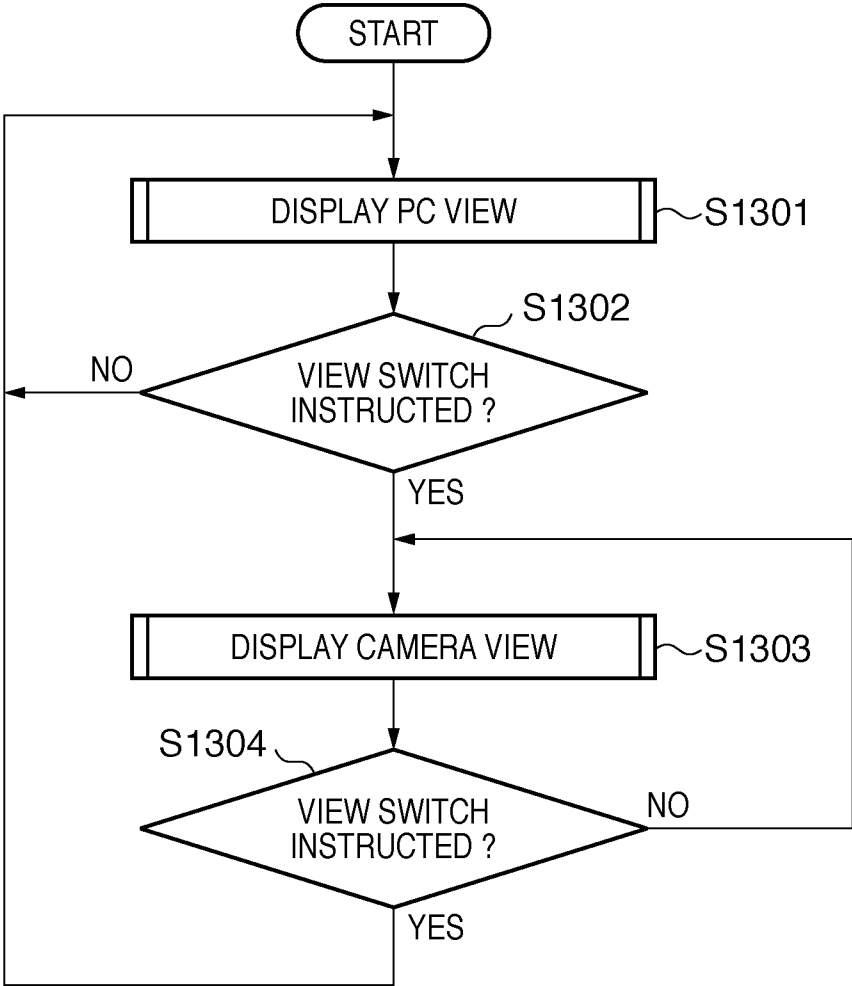 START
DISPLAY PC VIEW
S1301
S1302
NO
VIEW SWITCH
INSTRUCTED ?
YES
DISPLAY CAMERA VIEW
S1303
S1304
VIEW SWITCH
INSTRUCTED ?
NO
YES